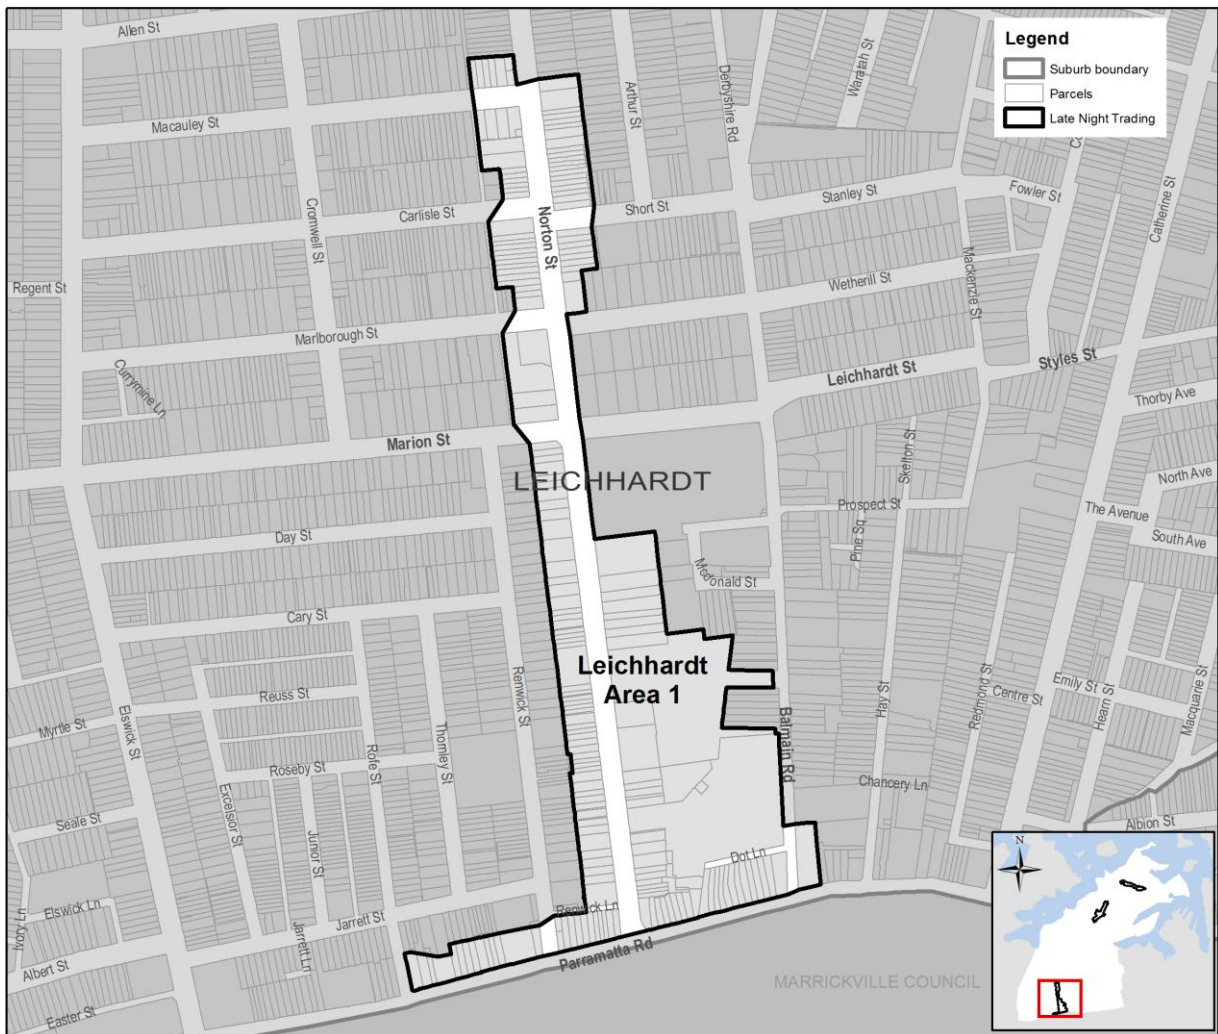 Allen St
Waratah St
Legend
Suburb boundary
Parcels
Late Night Trading
Arthur St
Derbyshire Rd
Macauley St
Cromwell St
Carlisle St
Norton St
Short St
Stanley St
Fowler St
Catherine St
Regent St
Mackenzie St
Wetherill St
Marlborough St
Currymine Ln
Leichhardt St
Styles St
Thorby Ave
Marion St
Skelton St
LEICHHARDT
North Ave
Prospect St
The Avenue
Day St
Pine Sq
South Ave
Mcdonald St
Cary St
Leichhardt
Area 1
Renwick St
Reuss St
Myrtle St
Elswick St
Thornley St
Rofe St
Balmain Rd
Hay St
Redmond St
Centre St
Emily St
Hearn St
Macquarie St
Roseby St
Excelsior St
Junior St
Chancery Ln
Seale St
Albion St
Dot Ln
N
Ivory Ln
Elswick Ln
Jarrett St
Jarrett Ln
Renwick Ln
Albert St
Parramatta Rd
MARRICKVILLE COUNCIL
Easter St